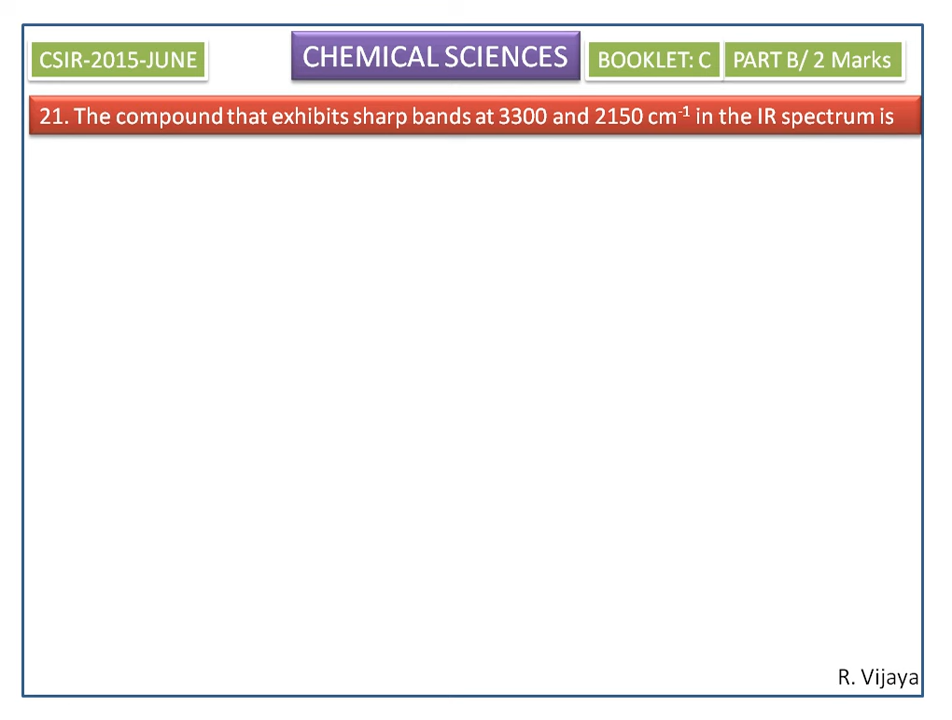 CSIR-2015-JUNE
CHEMICAL SCIENCES
BOOKLET: C
PART B/ 2 Marks
21. The compound that exhibits sharp bands at 3300 and 2150 cm⁻¹ in the IR spectrum is
R. Vijaya